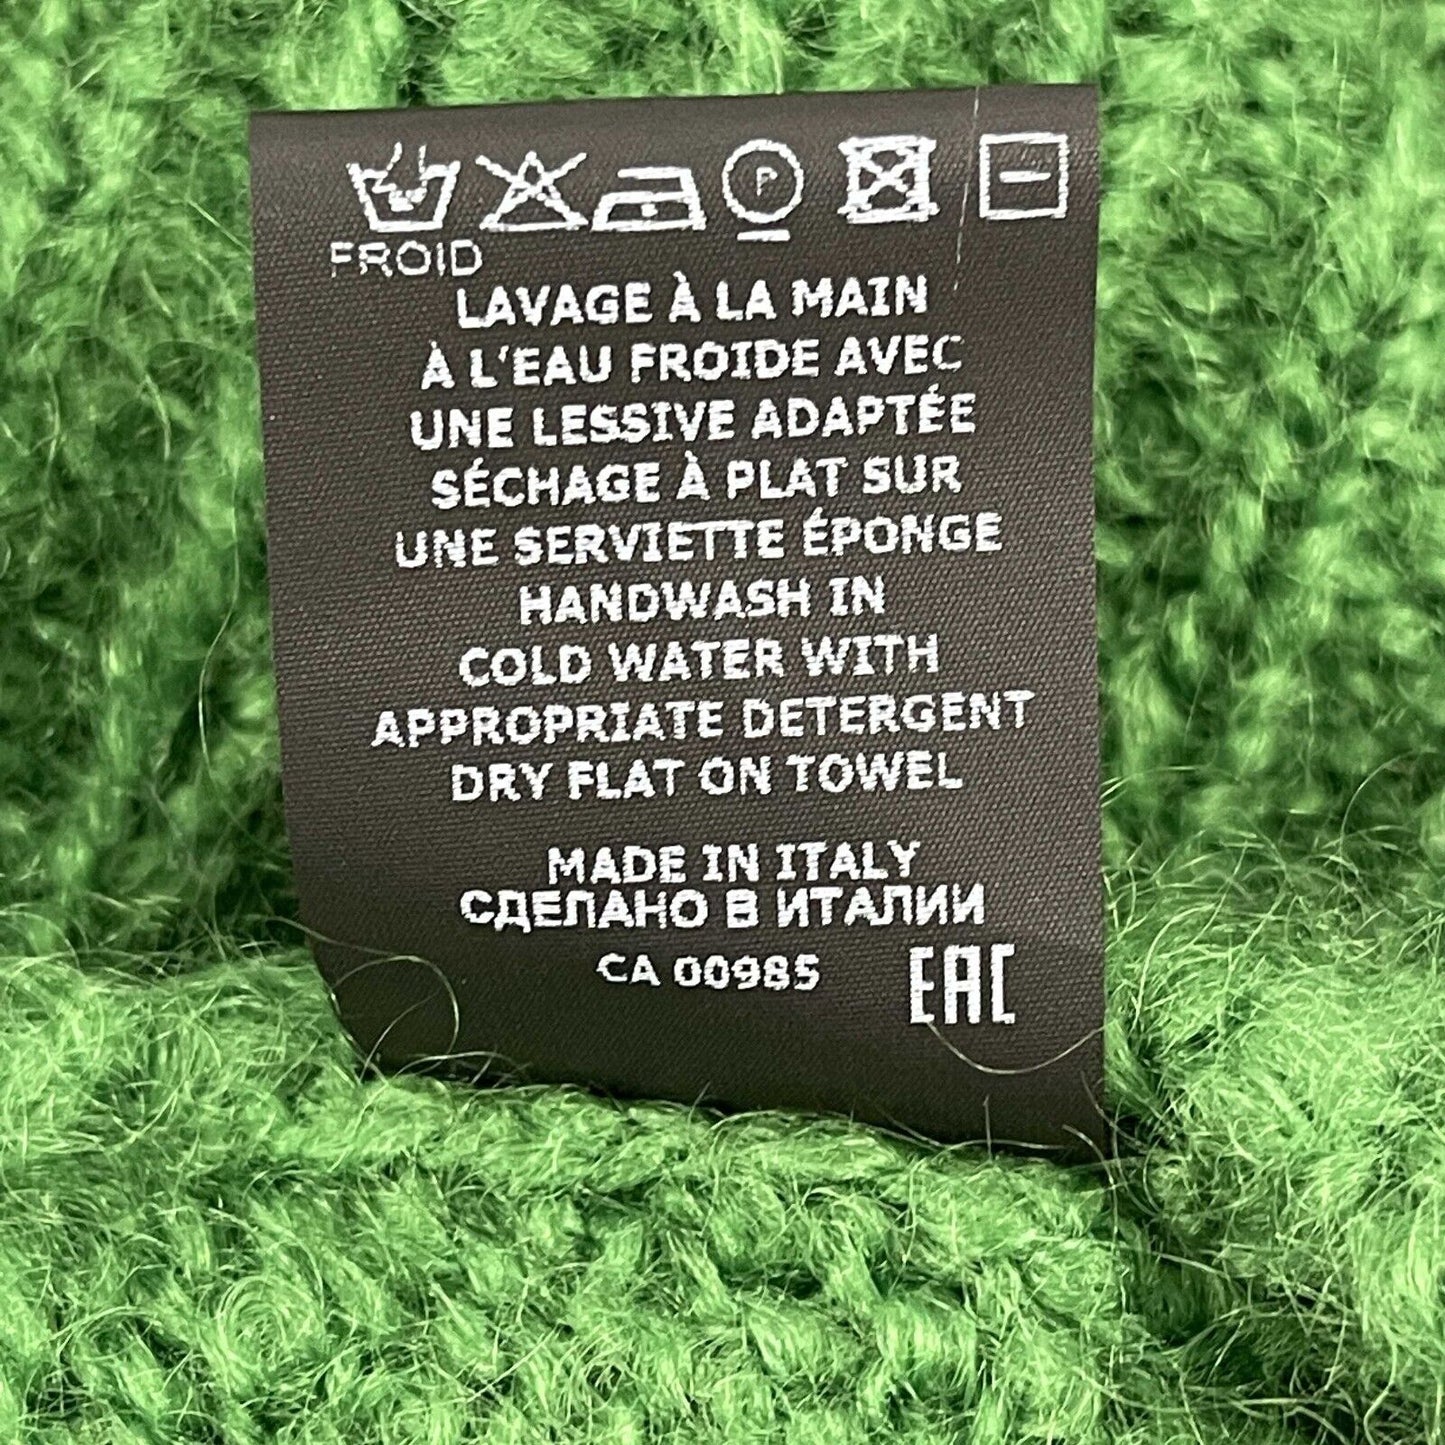 P
FROID
LAVAGE À LA MAIN
À L'EAU FROIDE AVEC
UNE LESSIVE ADAPTÉE
SÉCHAGE À PLAT SUR
UNE SERVIETTE ÉPONGE
HANDWASH IN
COLD WATER WITH
APPROPRIATE DETERGENT
DRY FLAT ON TOWEL
MADE IN ITALY
СДЕЛАНО В ИТАЛИИ
CA 00985
EAC